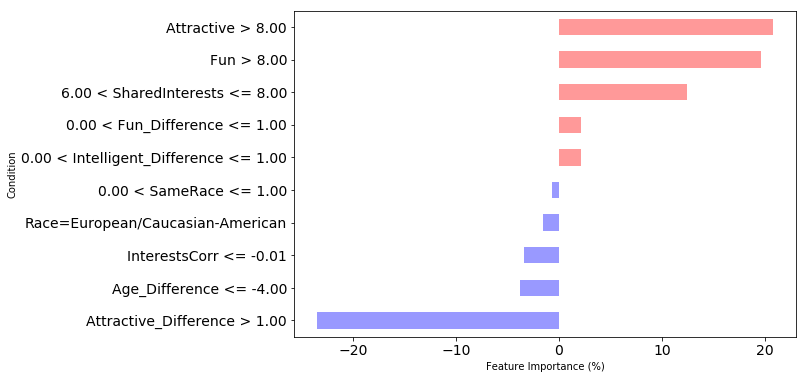 Attractive > 8.00
Fun > 8.00
6.00 < SharedInterests <= 8.00
0.00 < Fun_Difference <= 1.00
0.00 < Intelligent_Difference <= 1.00
0.00 < SameRace <= 1.00
Race=European/Caucasian-American
InterestsCorr <= -0.01
Age_Difference <= -4.00
Attractive_Difference > 1.00
Condition
−20 −10 0 10 20
Feature Importance (%)